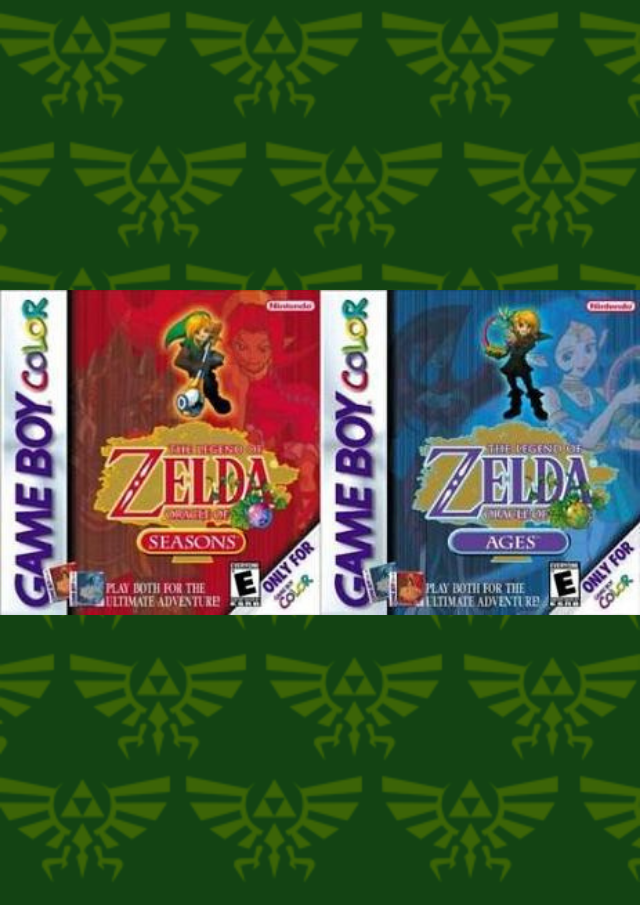 GAME BOY COLOR
Nintendo
THE LEGEND OF
ZELDA
ORACLE OF
SEASONS
PLAY BOTH FOR THE
ULTIMATE ADVENTURE!
EVERYONE
E
ONLY FOR
GAME BOY
COLOR
GAME BOY COLOR
Nintendo
THE LEGEND OF
ZELDA
ORACLE OF
AGES
PLAY BOTH FOR THE
ULTIMATE ADVENTURE!
EVERYONE
E
ONLY FOR
GAME BOY
COLOR